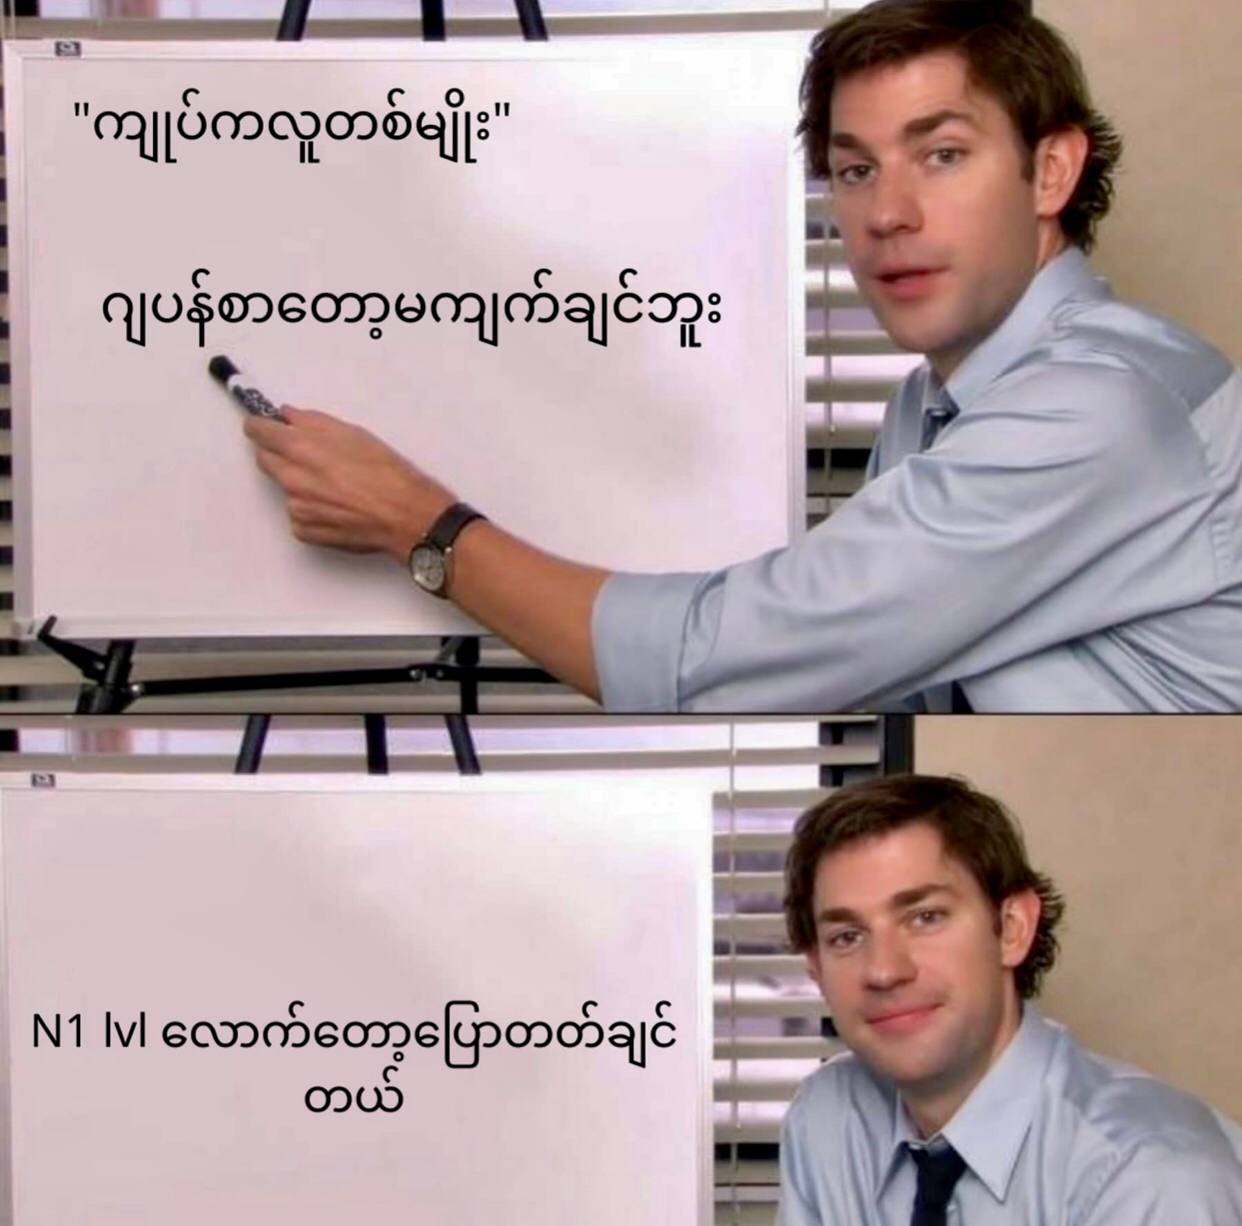 "ကျုပ်ကလူတစ်မျိုး"
ဂျပန်စာတော့မကျက်ချင်ဘူး
N1 lvl လောက်တော့ပြောတတ်ချင်
တယ်